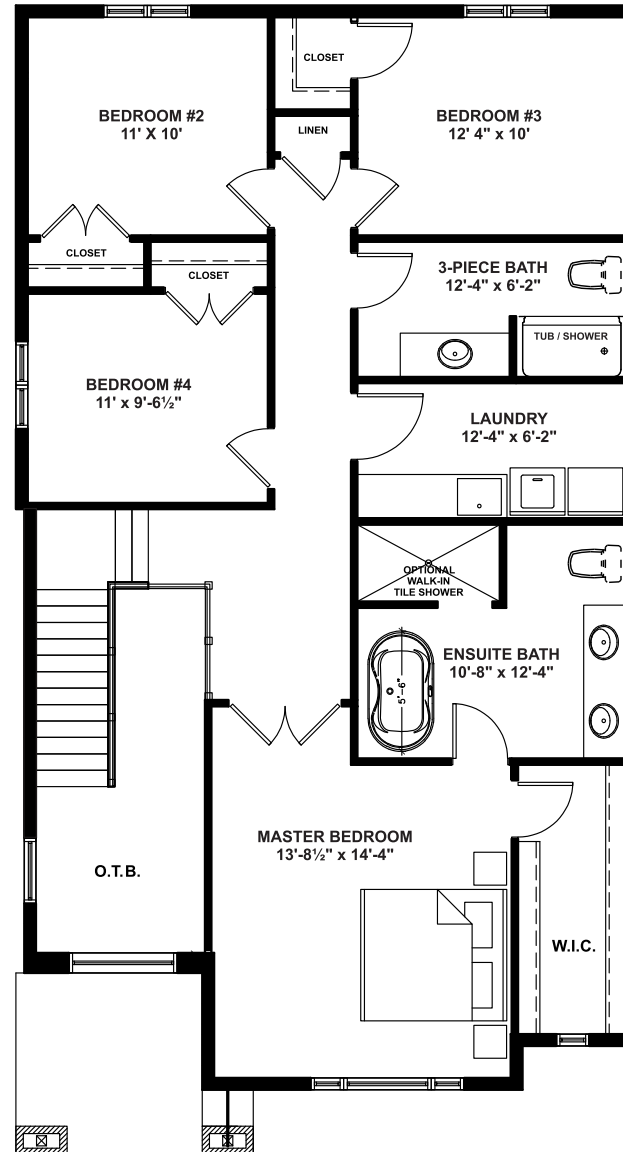 CLOSET
BEDROOM #2
11' X 10'
BEDROOM #3
12' 4" x 10'
LINEN
CLOSET
CLOSET
3-PIECE BATH
12'-4" x 6'-2"
TUB / SHOWER
BEDROOM #4
11' x 9'-6½"
LAUNDRY
12'-4" x 6'-2"
OPTIONAL
WALK-IN
TILE SHOWER
ENSUITE BATH
10'-8" x 12'-4"
5'-6"
MASTER BEDROOM
13'-8½" x 14'-4"
O.T.B.
W.I.C.